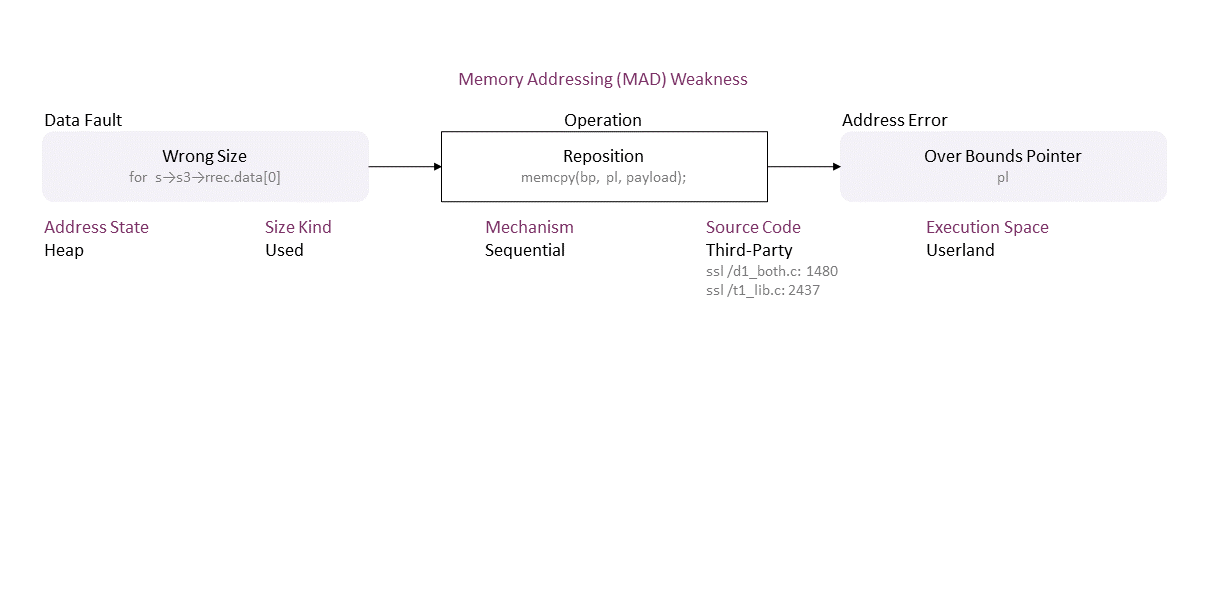 Memory Addressing (MAD) Weakness
Data Fault
Operation
Address Error
Wrong Size
for s→s3→rrec.data[0]
Reposition
memcpy(bp, pl, payload);
Over Bounds Pointer
pl
Address State
Heap
Size Kind
Used
Mechanism
Sequential
Source Code
Third-Party
ssl /d1_both.c: 1480
ssl /t1_lib.c: 2437
Execution Space
Userland